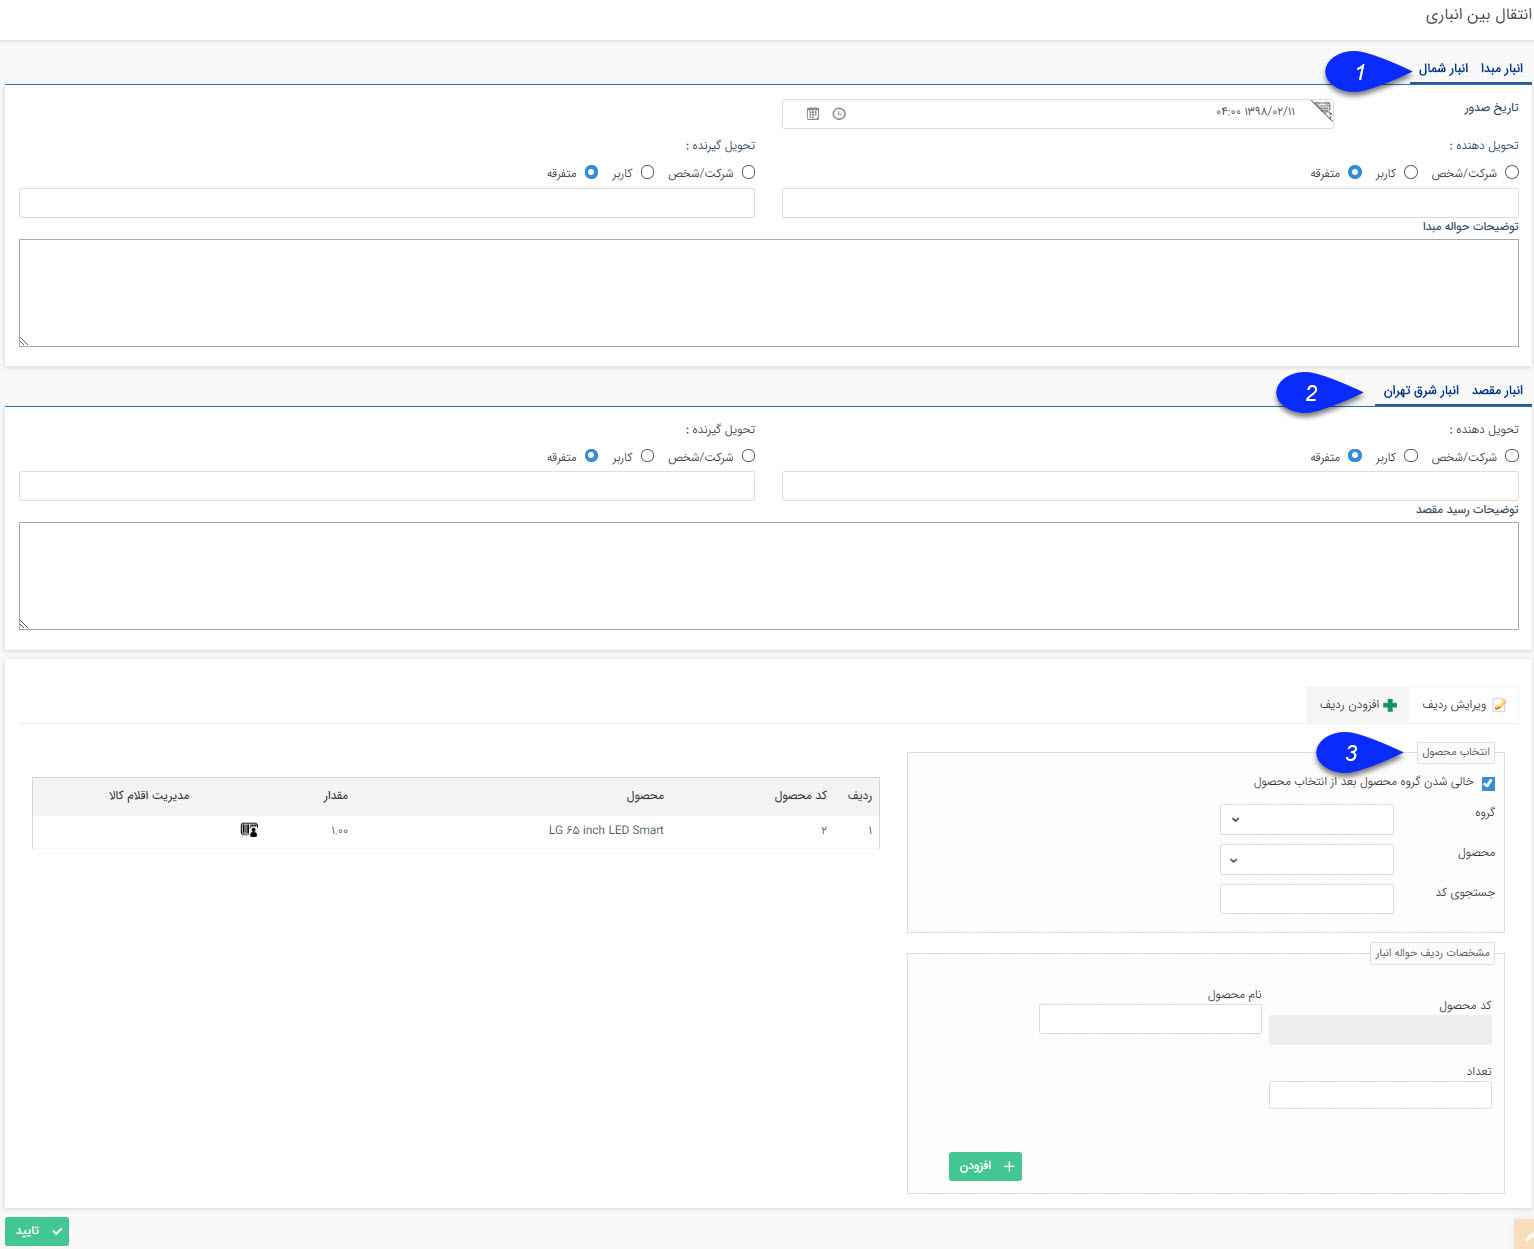 انتقال بین انباری
انبار مبدا انبار شمال
1
تاریخ صدور
۱۳۹۸/۰۲/۱۱ ۰۴:۰۰
تحویل دهنده :
تحویل گیرنده :
شرکت/شخص کاربر متفرقه
شرکت/شخص کاربر متفرقه
توضیحات حواله مبدا
انبار مقصد انبار شرق تهران
2
تحویل دهنده :
تحویل گیرنده :
شرکت/شخص کاربر متفرقه
شرکت/شخص کاربر متفرقه
توضیحات رسید مقصد
ویرایش ردیف افزودن ردیف
انتخاب محصول
3
خالی شدن گروه محصول بعد از انتخاب محصول
گروه
محصول
جستجوی کد
مشخصات ردیف حواله انبار
کد محصول
نام محصول
تعداد
افزودن
ردیف کد محصول محصول مقدار مدیریت اقلام کالا
۱ ۲ LG ۶۵ inch LED Smart ۱.۰۰
تایید